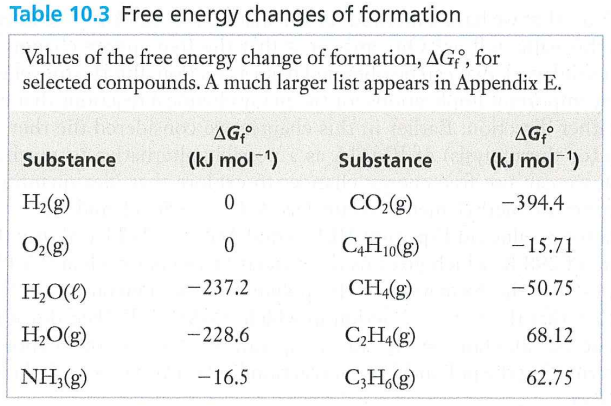 Table 10.3 Free energy changes of formation
Values of the free energy change of formation, ΔGf°, for
selected compounds. A much larger list appears in Appendix E.
ΔGf° ΔGf°
Substance (kJ mol⁻¹) Substance (kJ mol⁻¹)
H₂(g) 0 CO₂(g) −394.4
O₂(g) 0 C₄H₁₀(g) −15.71
H₂O(ℓ) −237.2 CH₄(g) −50.75
H₂O(g) −228.6 C₂H₄(g) 68.12
NH₃(g) −16.5 C₃H₆(g) 62.75